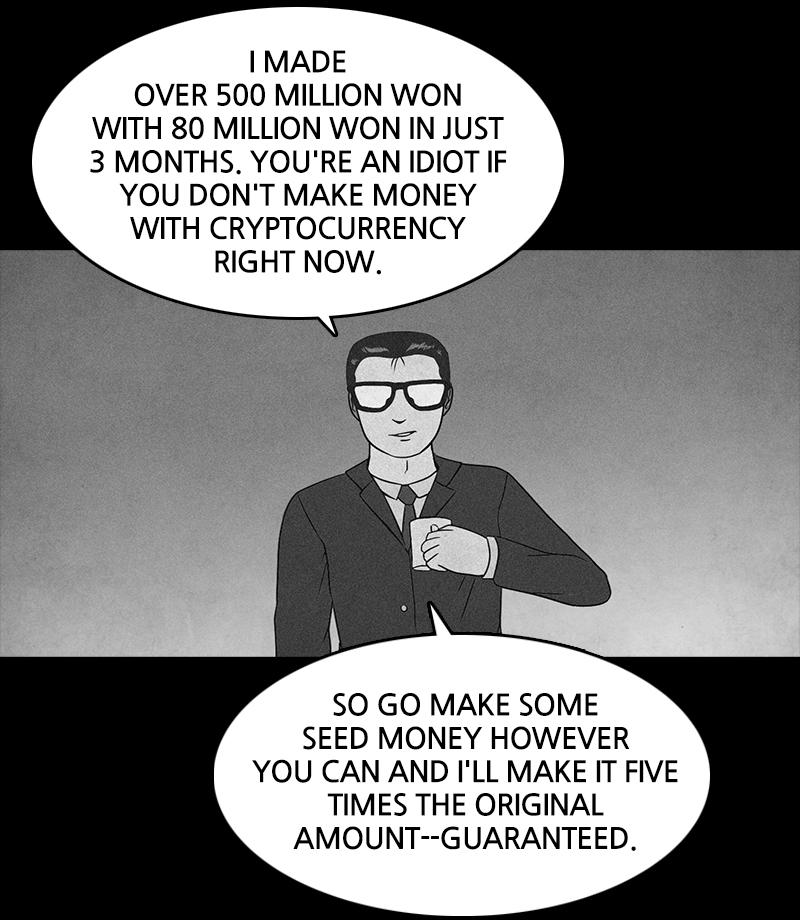 I MADE
OVER 500 MILLION WON
WITH 80 MILLION WON IN JUST
3 MONTHS. YOU'RE AN IDIOT IF
YOU DON'T MAKE MONEY
WITH CRYPTOCURRENCY
RIGHT NOW.
SO GO MAKE SOME
SEED MONEY HOWEVER
YOU CAN AND I'LL MAKE IT FIVE
TIMES THE ORIGINAL
AMOUNT--GUARANTEED.